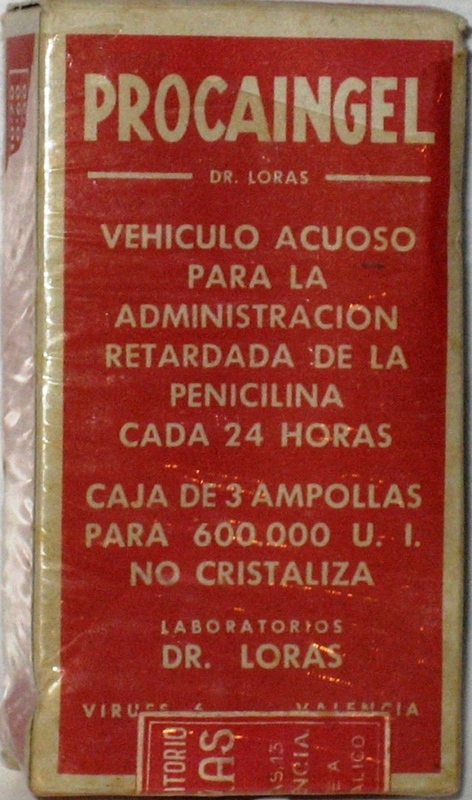 PROCAINGEL
DR. LORAS
VEHICULO ACUOSO
PARA LA
ADMINISTRACION
RETARDADA DE LA
PENICILINA
CADA 24 HORAS
CAJA DE 3 AMPOLLAS
PARA 600.000 U. I.
NO CRISTALIZA
LABORATORIOS
DR. LORAS
VALENCIA